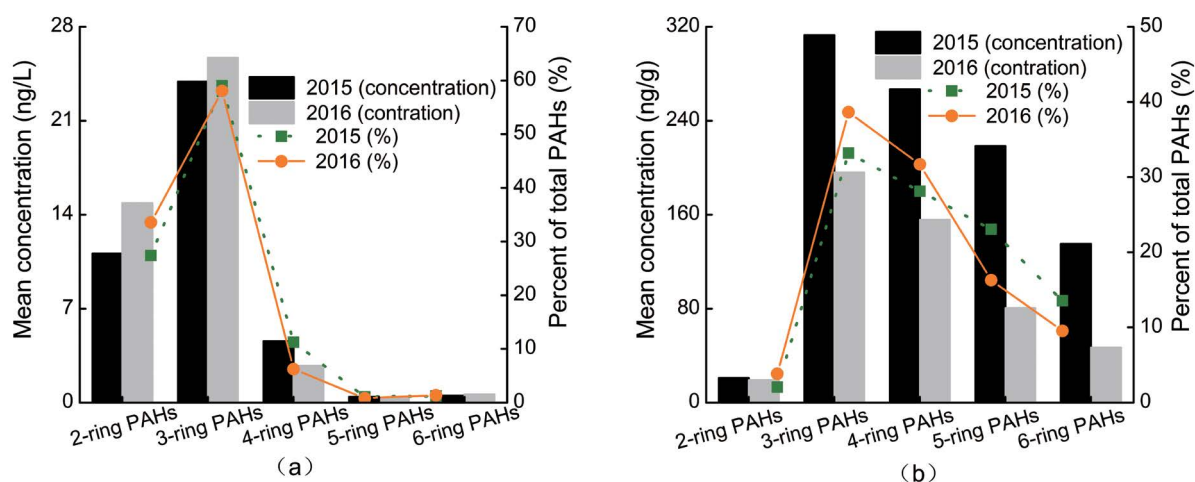 (a)
Mean concentration (ng/L)
28
21
14
7
0
2015 (concentration)
2016 (contration)
2015 (%)
2016 (%)
70
60
50
40
30
20
10
0
Percent of total PAHs (%)
2-ring PAHs
3-ring PAHs
4-ring PAHs
5-ring PAHs
6-ring PAHs
(b)
Mean concentration (ng/g)
320
240
160
80
0
2015 (concentration)
2016 (contration)
2015 (%)
2016 (%)
50
40
30
20
10
0
Percent of total PAHs (%)
2-ring PAHs
3-ring PAHs
4-ring PAHs
5-ring PAHs
6-ring PAHs